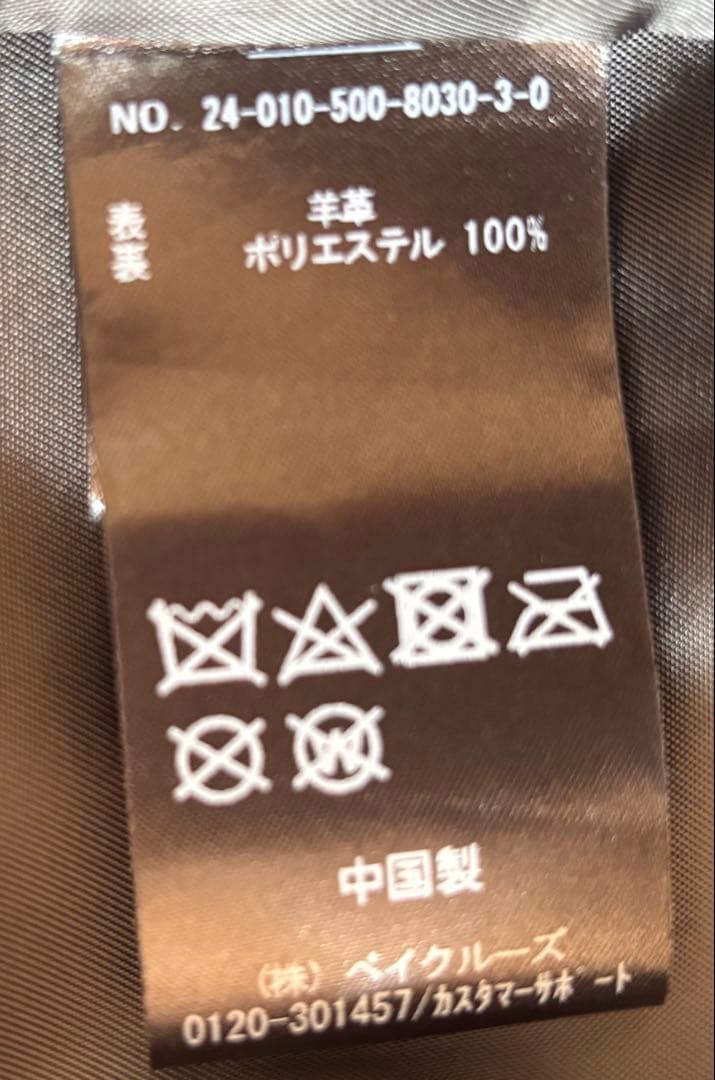 NO. 24-010-500-8030-3-0
表 羊革
裏 ポリエステル 100%
W
中国製
(株) ベイクルーズ
0120-301457/カスタマーサポート